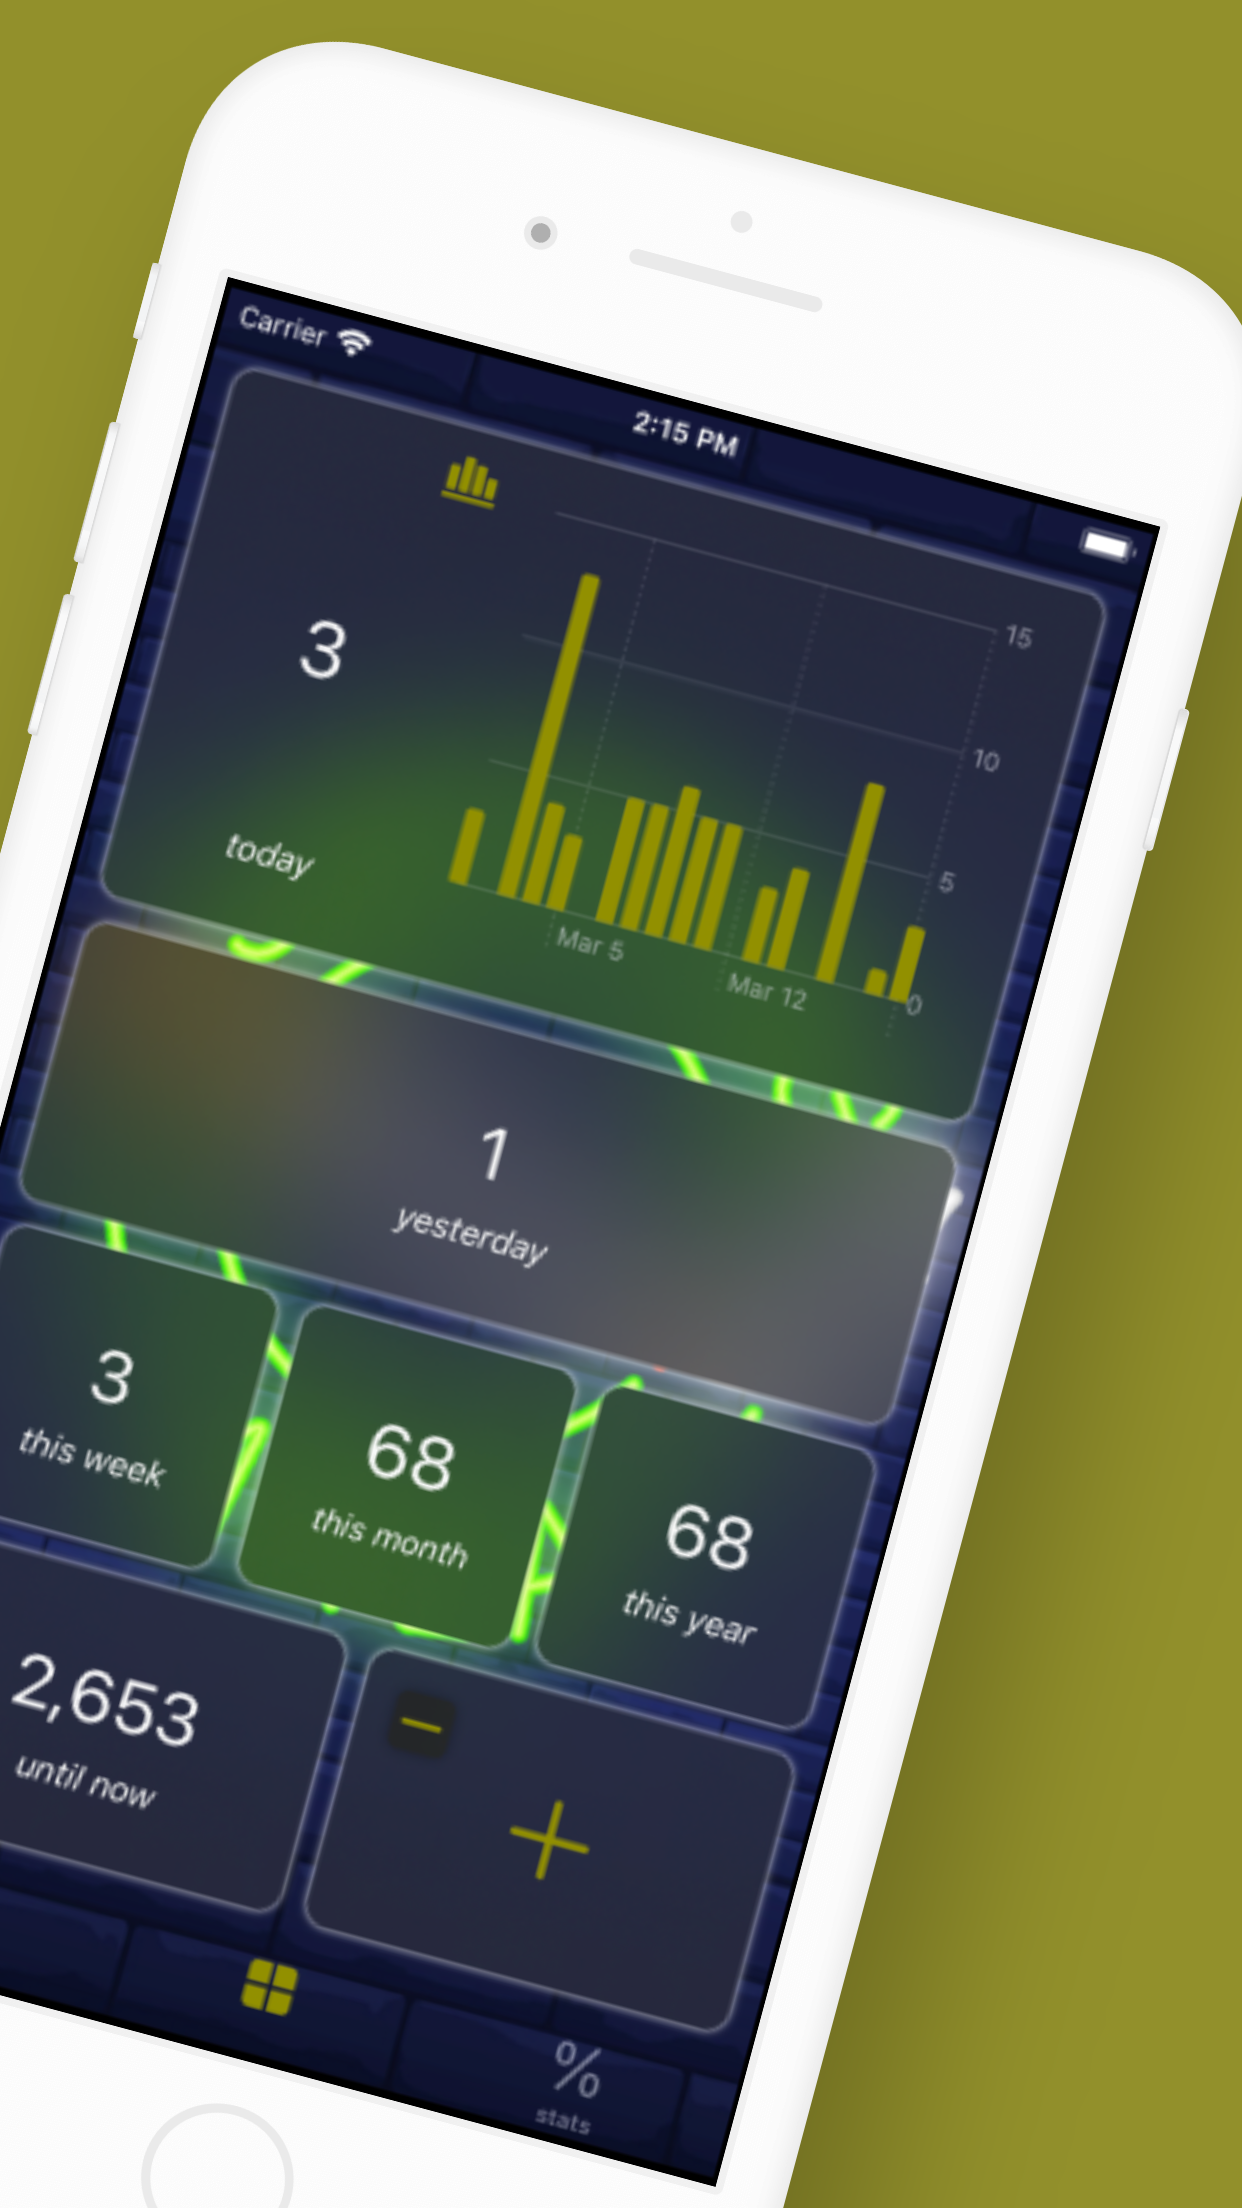 Carrier
2:15 PM
15
10
5
0
Mar 5
Mar 12
3
today
1
yesterday
3
this week
68
this month
68
this year
2,653
until now
%
stats